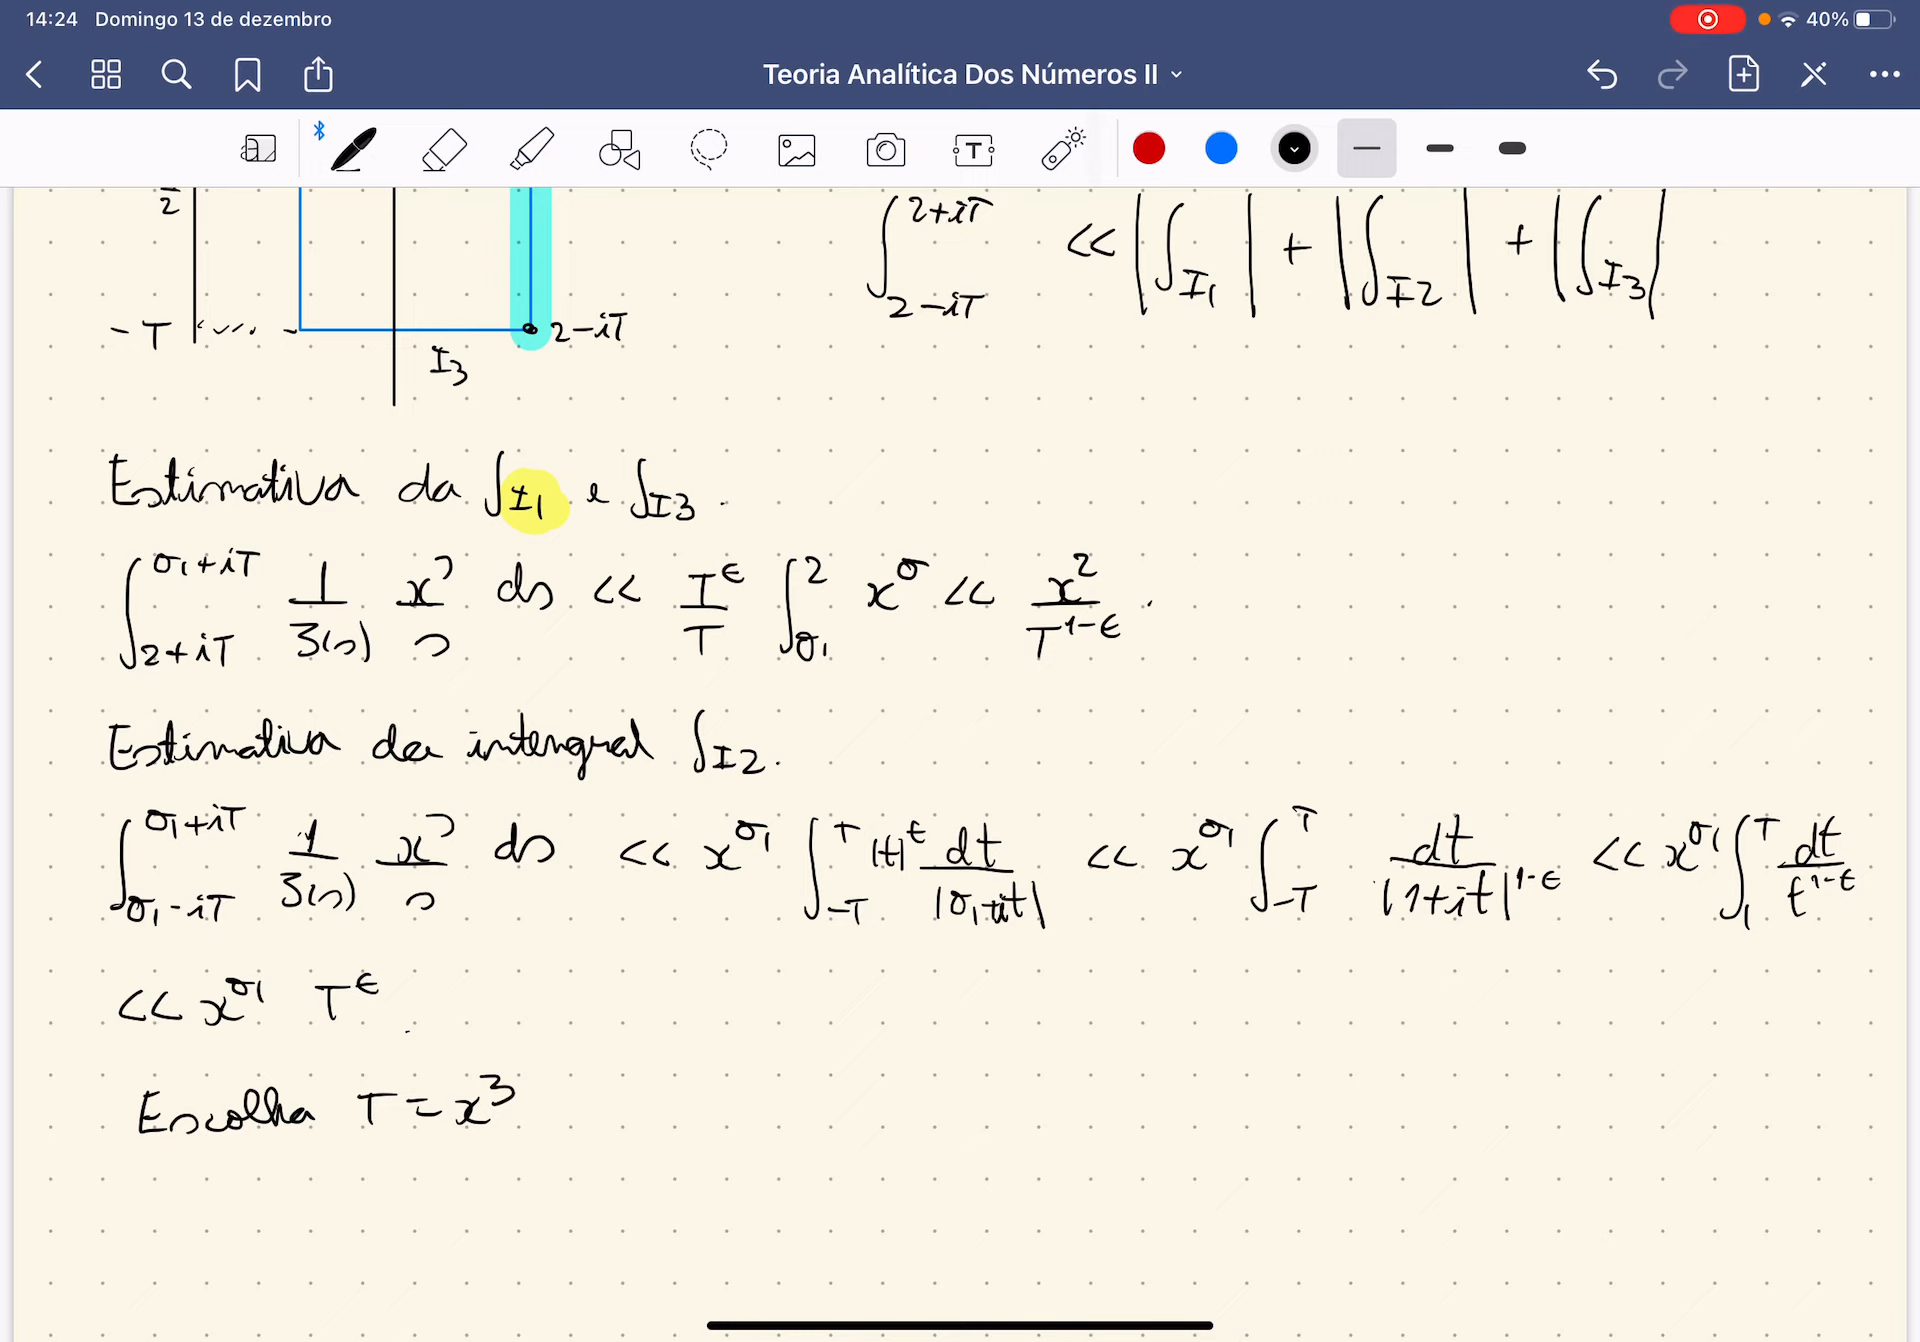 14:24 Domingo 13 de dezembro 40%
Teoria Analítica Dos Números II
2
∫_{2-iT}^{2+iT} << |∫_{I1}| + |∫_{I2}| + |∫_{I3}|
-T 2-iT
I3
Estimativa da ∫_{I1} e ∫_{I3}.
∫_{2+iT}^{σ1+iT} 1/ζ(s) x^s/s ds << T^ε/T ∫_{σ1}^{2} x^σ << x^2/T^{1-ε}.
Estimativa da intengral ∫_{I2}.
∫_{σ1-iT}^{σ1+iT} 1/ζ(s) x^s/s ds << x^{σ1} ∫_{-T}^{T} |t|^ε dt/|σ1+it| << x^{σ1} ∫_{-T}^{T} dt/|1+it|^{1-ε} << x^{σ1} ∫_{1}^{T} dt/t^{1-ε}
<< x^{σ1} T^ε.
Escolha T = x^3